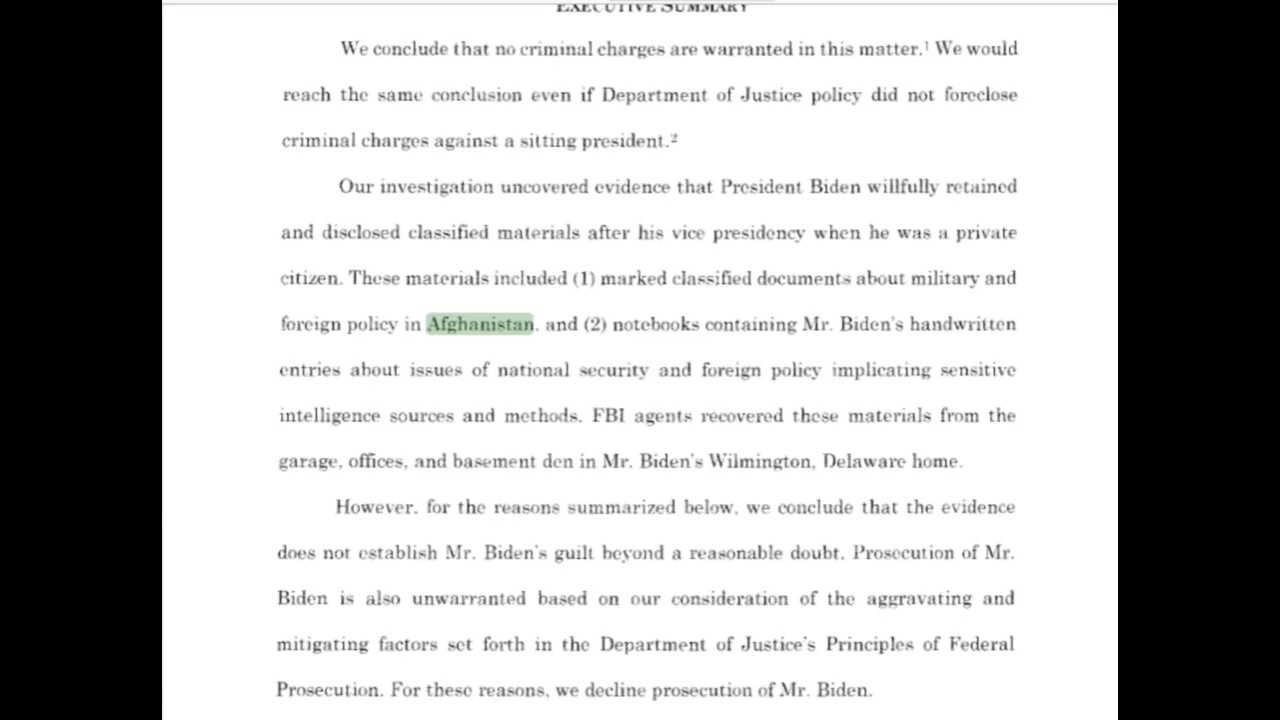 EXECUTIVE SUMMARY
We conclude that no criminal charges are warranted in this matter.¹ We would
reach the same conclusion even if Department of Justice policy did not foreclose
criminal charges against a sitting president.²
Our investigation uncovered evidence that President Biden willfully retained
and disclosed classified materials after his vice presidency when he was a private
citizen. These materials included (1) marked classified documents about military and
foreign policy in Afghanistan, and (2) notebooks containing Mr. Biden's handwritten
entries about issues of national security and foreign policy implicating sensitive
intelligence sources and methods. FBI agents recovered these materials from the
garage, offices, and basement den in Mr. Biden's Wilmington, Delaware home.
However, for the reasons summarized below, we conclude that the evidence
does not establish Mr. Biden's guilt beyond a reasonable doubt. Prosecution of Mr.
Biden is also unwarranted based on our consideration of the aggravating and
mitigating factors set forth in the Department of Justice's Principles of Federal
Prosecution. For these reasons, we decline prosecution of Mr. Biden.